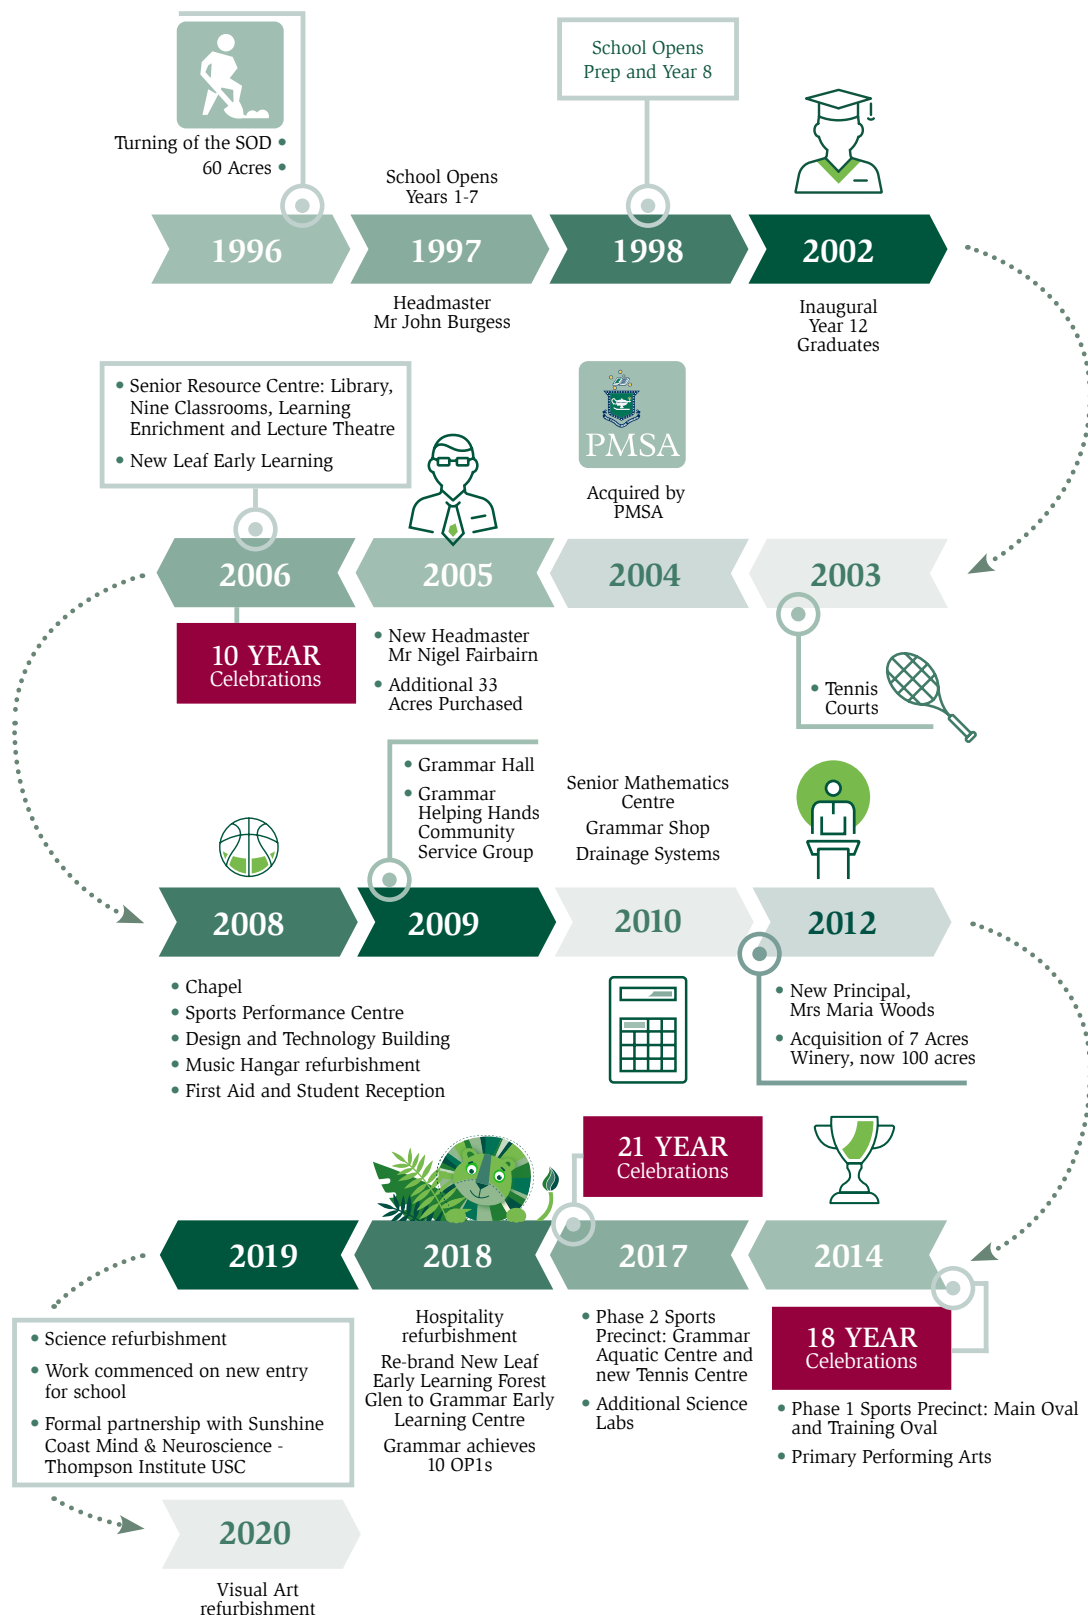 Turning of the SOD
60 Acres
1996
School Opens
Years 1-7
1997
Headmaster
Mr John Burgess
School Opens
Prep and Year 8
1998
2002
Inaugural
Year 12
Graduates
2003
• Tennis
Courts
PMSA
Acquired by
PMSA
2004
2005
• New Headmaster
Mr Nigel Fairbairn
• Additional 33
Acres Purchased
• Senior Resource Centre: Library,
Nine Classrooms, Learning
Enrichment and Lecture Theatre
• New Leaf Early Learning
2006
10 YEAR
Celebrations
2008
• Chapel
• Sports Performance Centre
• Design and Technology Building
• Music Hangar refurbishment
• First Aid and Student Reception
• Grammar Hall
• Grammar
Helping Hands
Community
Service Group
2009
Senior Mathematics
Centre
Grammar Shop
Drainage Systems
2010
2012
• New Principal,
Mrs Maria Woods
• Acquisition of 7 Acres
Winery, now 100 acres
2014
18 YEAR
Celebrations
• Phase 1 Sports Precinct: Main Oval
and Training Oval
• Primary Performing Arts
21 YEAR
Celebrations
2017
• Phase 2 Sports
Precinct: Grammar
Aquatic Centre and
new Tennis Centre
• Additional Science
Labs
2018
Hospitality
refurbishment
Re-brand New Leaf
Early Learning Forest
Glen to Grammar Early
Learning Centre
Grammar achieves
10 OP1s
2019
• Science refurbishment
• Work commenced on new entry
for school
• Formal partnership with Sunshine
Coast Mind & Neuroscience -
Thompson Institute USC
2020
Visual Art
refurbishment